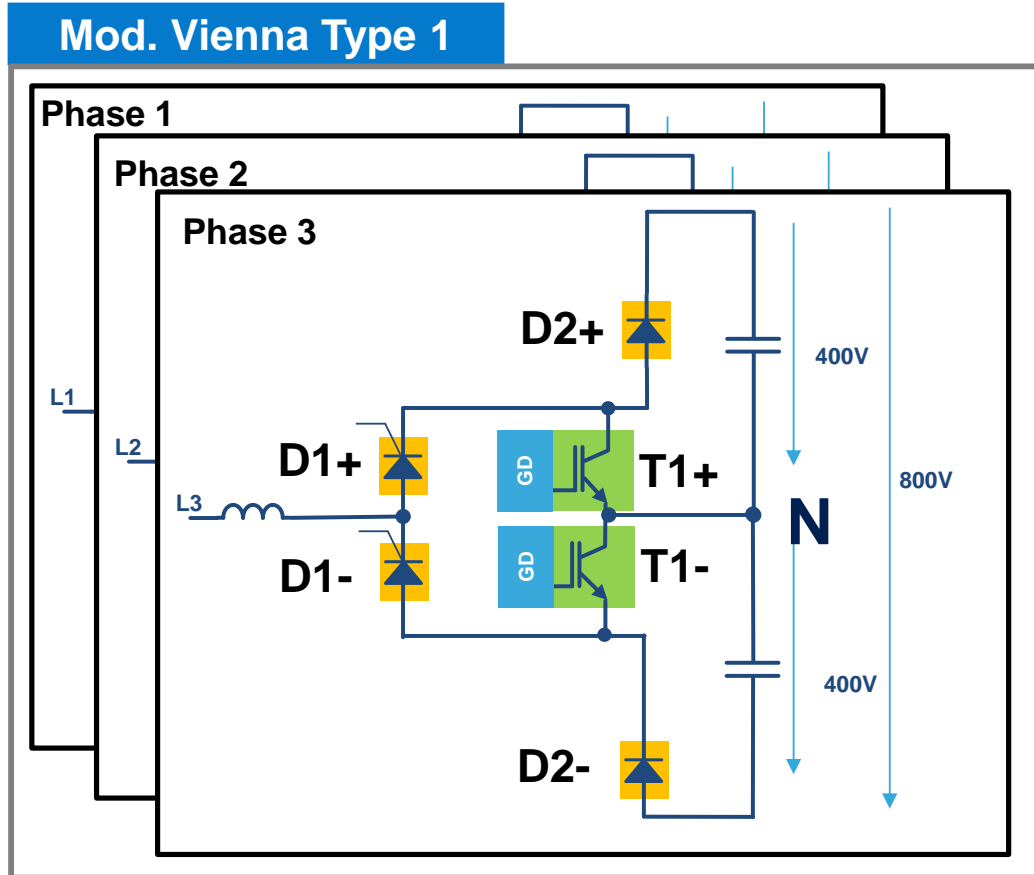 Mod. Vienna Type 1
Phase 1
Phase 2
Phase 3
D2+
400V
L1
L2
D1+
GD
T1+
800V
L3
N
D1-
GD
T1-
400V
D2-